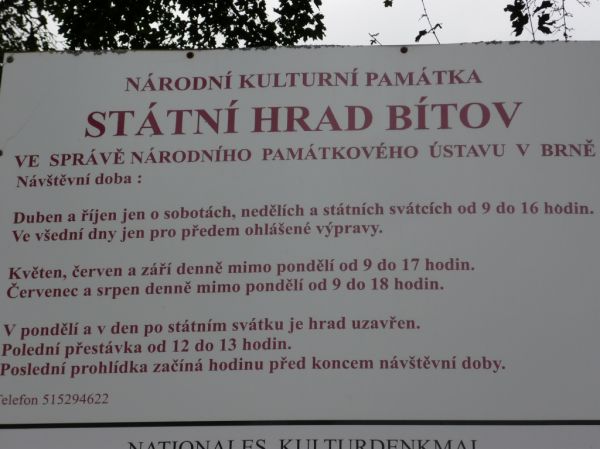 NÁRODNÍ KULTURNÍ PAMÁTKA
STÁTNÍ HRAD BÍTOV
VE SPRÁVĚ NÁRODNÍHO PAMÁTKOVÉHO ÚSTAVU V BRNĚ
Návštěvní doba :
Duben a říjen jen o sobotách, nedělích a státních svátcích od 9 do 16 hodin.
Ve všední dny jen pro předem ohlášené výpravy.
Květen, červen a září denně mimo pondělí od 9 do 17 hodin.
Červenec a srpen denně mimo pondělí od 9 do 18 hodin.
V pondělí a v den po státním svátku je hrad uzavřen.
Polední přestávka od 12 do 13 hodin.
Poslední prohlídka začíná hodinu před koncem návštěvní doby.
Telefon 515294622
NATIONALES KULTURDENKMAL